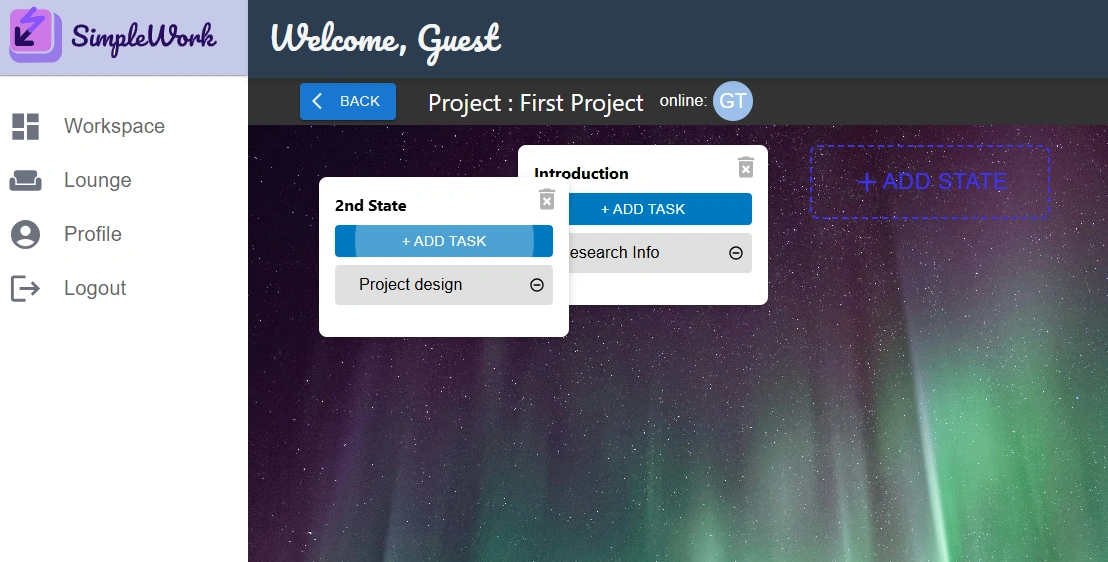 SimpleWork
Welcome, Guest
BACK
Project : First Project
online: GT
Workspace
Lounge
Profile
Logout
2nd State
+ ADD TASK
Project design
Introduction
+ ADD TASK
esearch Info
+ ADD STATE